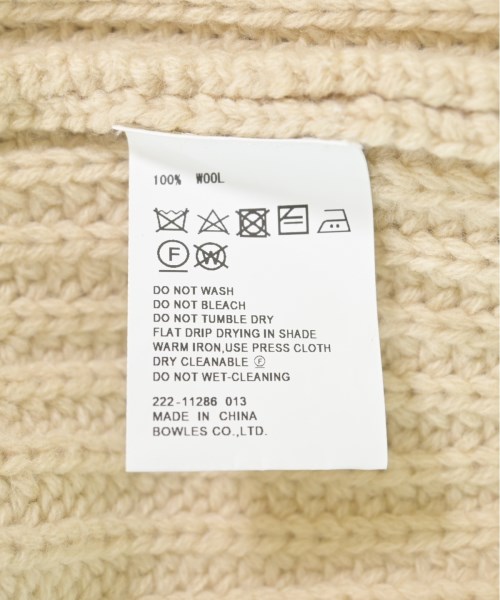 100% WOOL
F W
DO NOT WASH
DO NOT BLEACH
DO NOT TUMBLE DRY
FLAT DRIP DRYING IN SHADE
WARM IRON,USE PRESS CLOTH
DRY CLEANABLE Ⓕ
DO NOT WET-CLEANING
222-11286 013
MADE IN CHINA
BOWLES CO.,LTD.